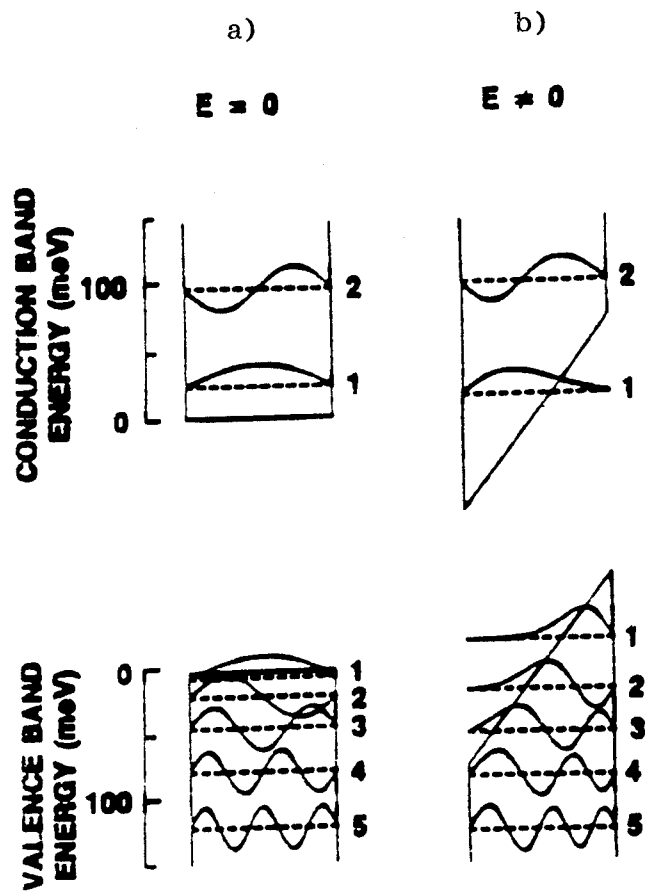 a)
b)
E = 0
E ≠ 0
CONDUCTION BAND
ENERGY (meV)
100
0
2
1
2
1
VALENCE BAND
ENERGY (meV)
0
100
1
2
3
4
5
1
2
3
4
5